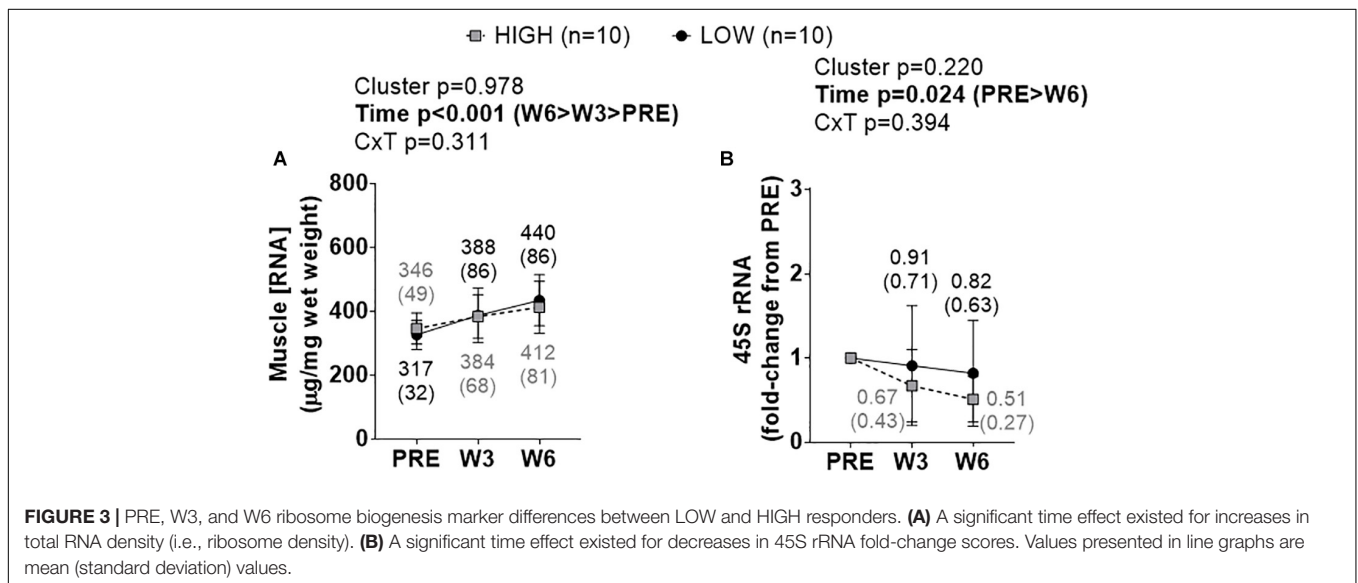 HIGH (n=10) LOW (n=10)
Cluster p=0.978
Time p<0.001 (W6>W3>PRE)
CxT p=0.311
A
Muscle [RNA]
(µg/mg wet weight)
800
600
400
200
0
346
(49)
388
(86)
440
(86)
317
(32)
384
(68)
412
(81)
PRE W3 W6
Cluster p=0.220
Time p=0.024 (PRE>W6)
CxT p=0.394
B
45S rRNA
(fold-change from PRE)
3
2
1
0
0.91
(0.71)
0.82
(0.63)
0.67
(0.43)
0.51
(0.27)
PRE W3 W6
FIGURE 3 | PRE, W3, and W6 ribosome biogenesis marker differences between LOW and HIGH responders. (A) A significant time effect existed for increases in
total RNA density (i.e., ribosome density). (B) A significant time effect existed for decreases in 45S rRNA fold-change scores. Values presented in line graphs are
mean (standard deviation) values.